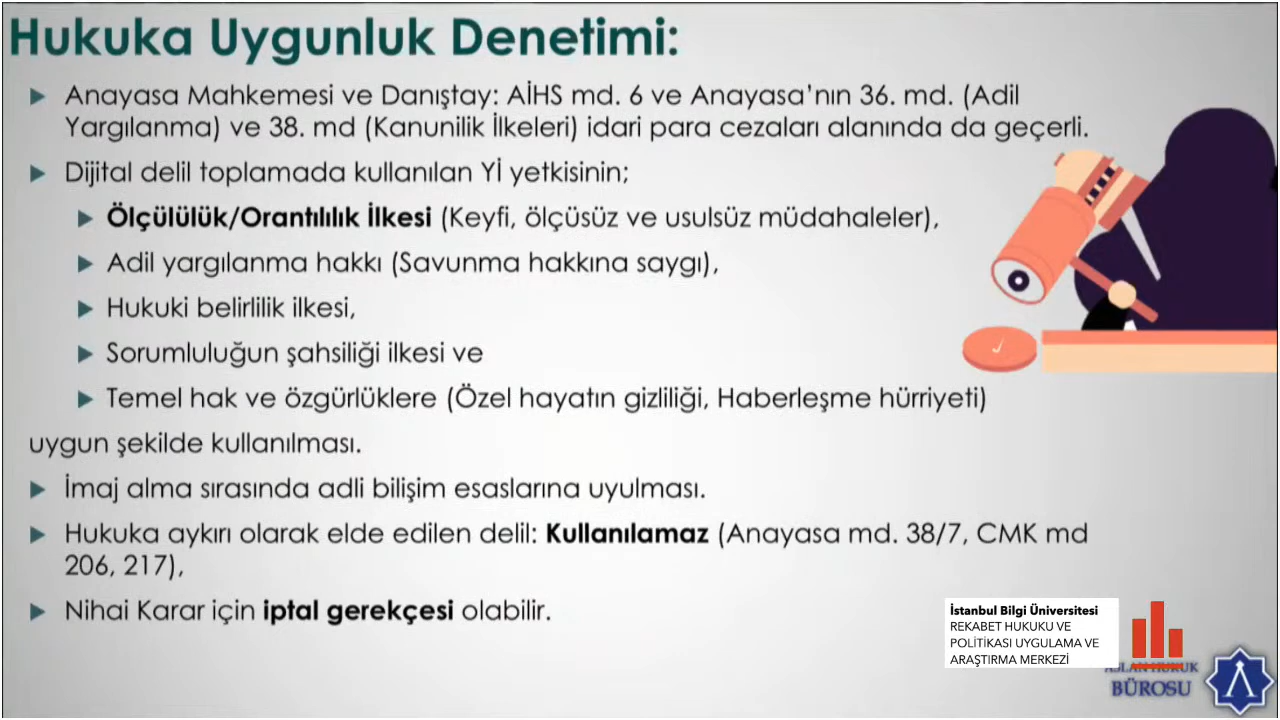 Hukuka Uygunluk Denetimi:
Anayasa Mahkemesi ve Danıştay: AİHS md. 6 ve Anayasa’nın 36. md. (Adil
Yargılanma) ve 38. md (Kanunilik İlkeleri) idari para cezaları alanında da geçerli.
Dijital delil toplamada kullanılan Yİ yetkisinin;
Ölçülülük/Orantılılık İlkesi (Keyfi, ölçüsüz ve usulsüz müdahaleler),
Adil yargılanma hakkı (Savunma hakkına saygı),
Hukuki belirlilik ilkesi,
Sorumluluğun şahsiliği ilkesi ve
Temel hak ve özgürlüklere (Özel hayatın gizliliği, Haberleşme hürriyeti)
uygun şekilde kullanılması.
İmaj alma sırasında adli bilişim esaslarına uyulması.
Hukuka aykırı olarak elde edilen delil: Kullanılamaz (Anayasa md. 38/7, CMK md
206, 217),
Nihai Karar için iptal gerekçesi olabilir.
İstanbul Bilgi Üniversitesi
REKABET HUKUKU VE
POLİTİKASI UYGULAMA VE
ARAŞTIRMA MERKEZİ
ASLAN HUKUK
BÜROSU